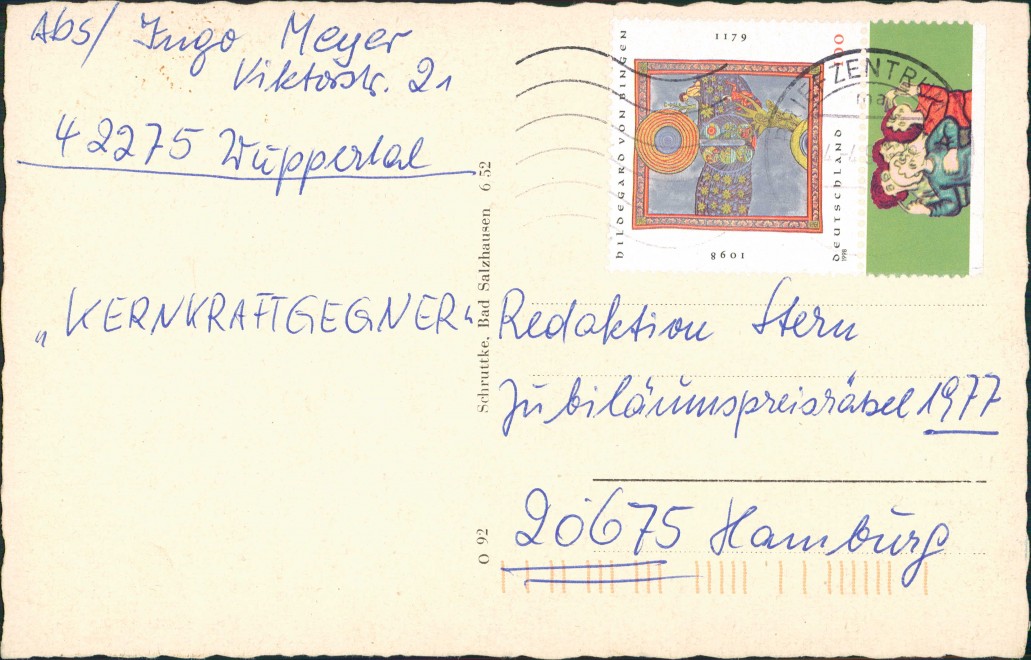 Abs/ Ingo Meyer
Viktorstr. 21
42275 Wuppertal
„KERNKRAFTGEGNER“
Schruttke, Bad Salzhausen 6 52
O 92
HILDEGARD VON BINGEN
1179
1098
DEUTSCHLAND
1998
Redaktion Stern
Jubiläumspreisrätsel 1977
20675 Hamburg